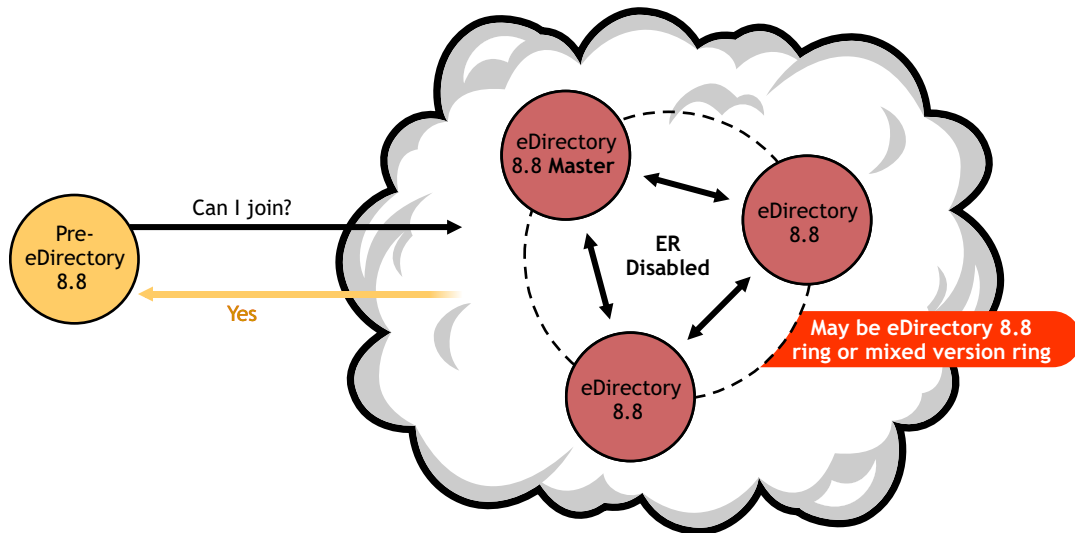 Pre-
eDirectory
8.8
Can I join?
Yes
eDirectory
8.8 Master
eDirectory
8.8
ER
Disabled
eDirectory
8.8
May be eDirectory 8.8
ring or mixed version ring